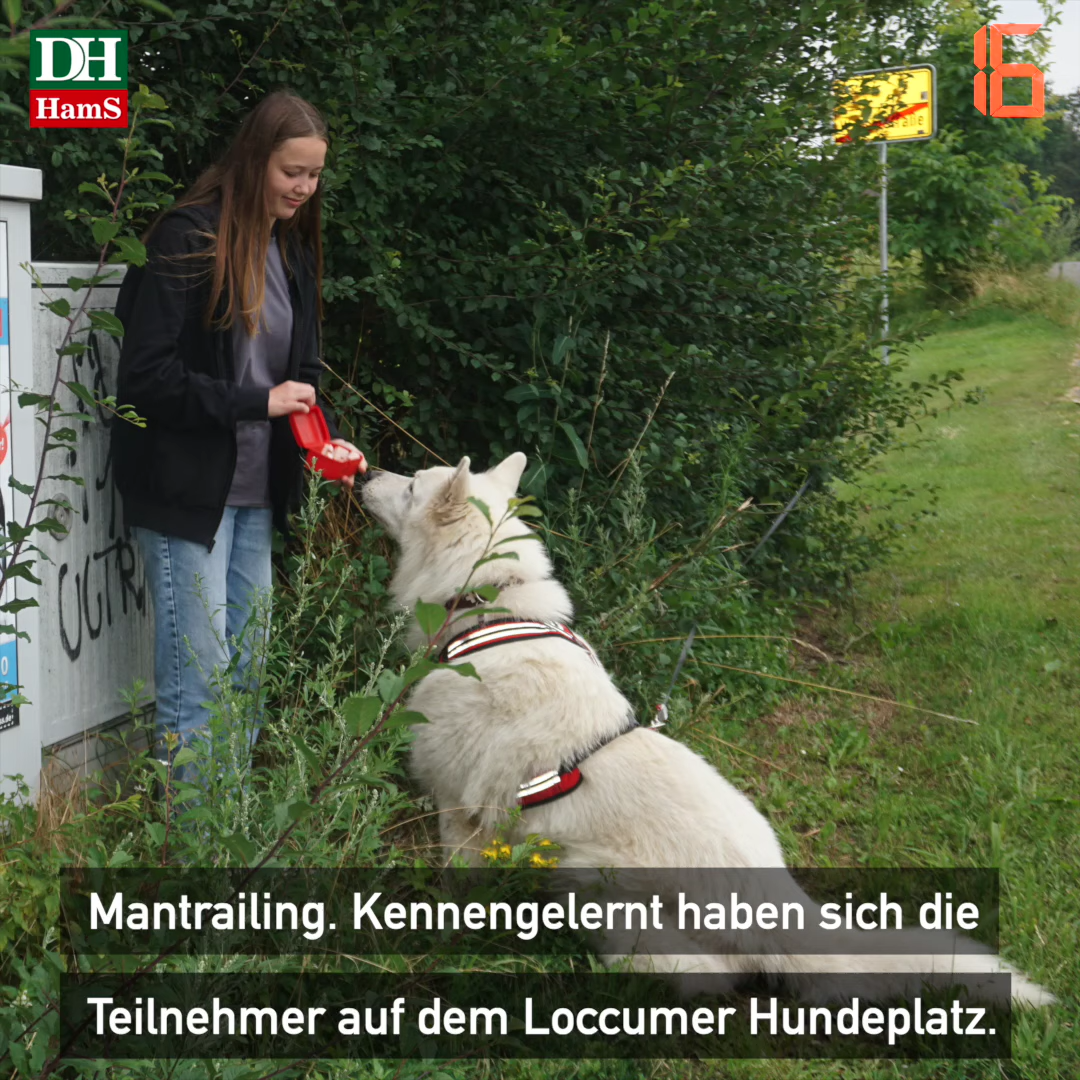 DH
HamS
16
Mantrailing. Kennengelernt haben sich die
Teilnehmer auf dem Loccumer Hundeplatz.